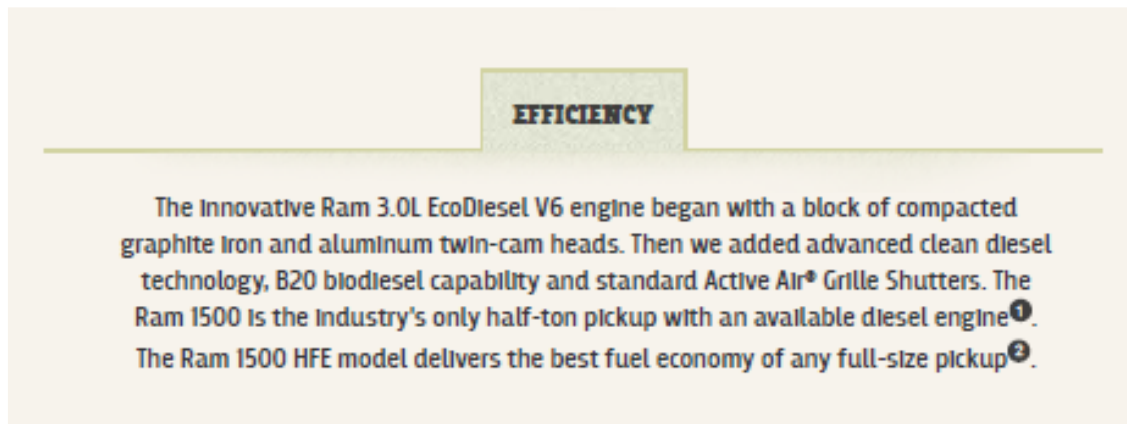 EFFICIENCY
The innovative Ram 3.0L EcoDiesel V6 engine began with a block of compacted
graphite iron and aluminum twin-cam heads. Then we added advanced clean diesel
technology, B20 biodiesel capability and standard Active Air® Grille Shutters. The
Ram 1500 is the industry's only half-ton pickup with an available diesel engine❶.
The Ram 1500 HFE model delivers the best fuel economy of any full-size pickup❷.